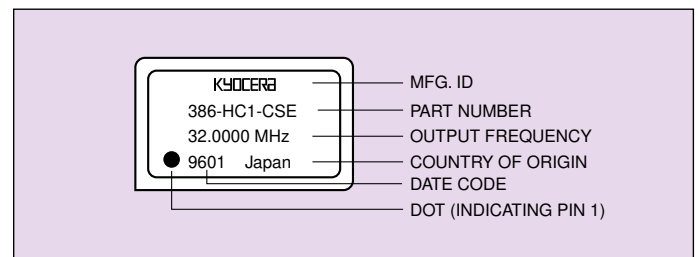 KYOCERA
386-HC1-CSE
32.0000 MHz
9601 Japan
MFG. ID
PART NUMBER
OUTPUT FREQUENCY
COUNTRY OF ORIGIN
DATE CODE
DOT (INDICATING PIN 1)